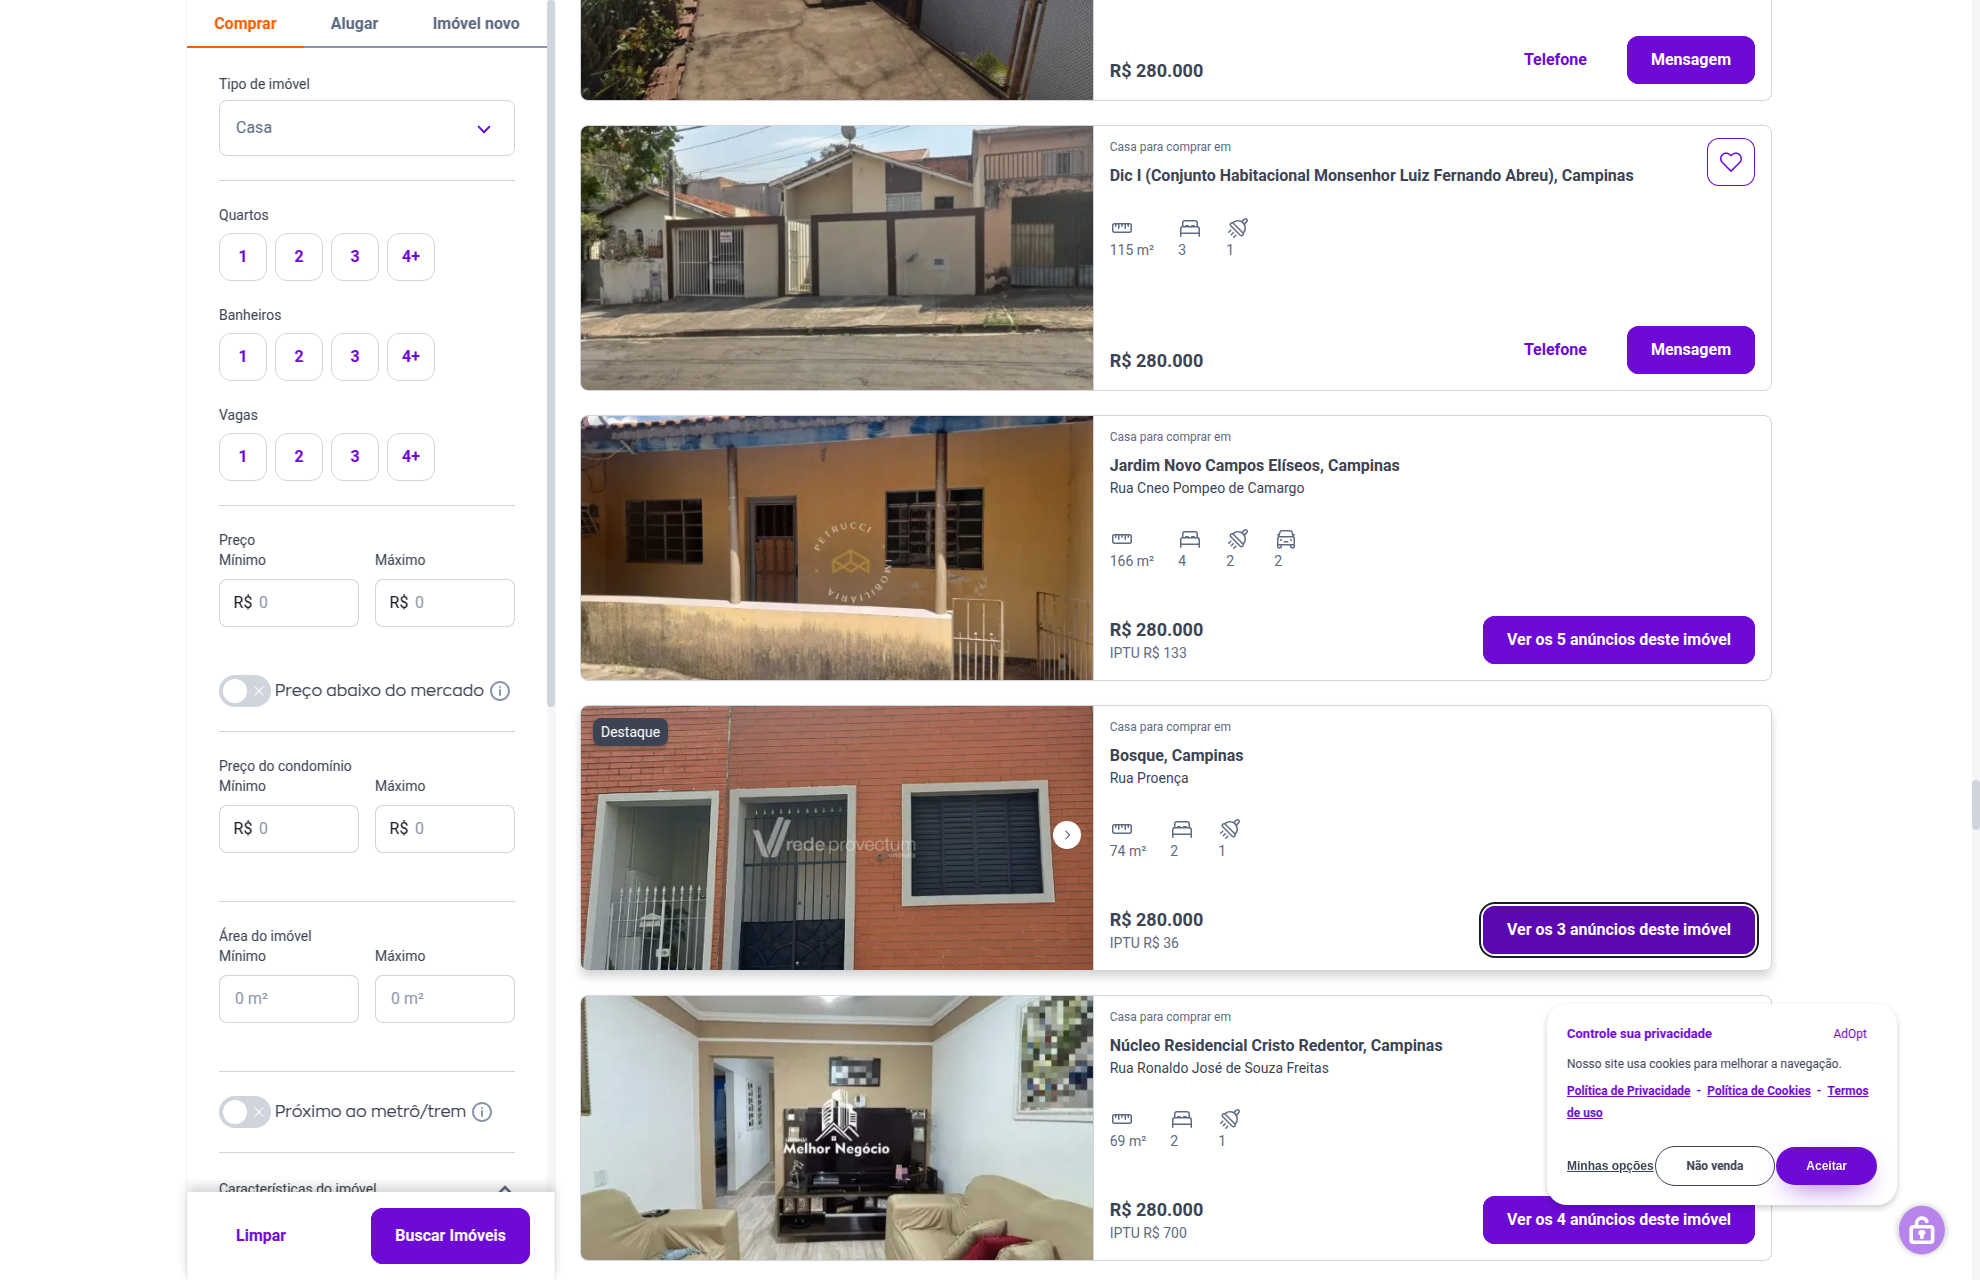 Comprar Alugar Imóvel novo
Tipo de imóvel
Casa
Quartos
1 2 3 4+
Banheiros
1 2 3 4+
Vagas
1 2 3 4+
Preço
Mínimo Máximo
R$ 0 R$ 0
Preço abaixo do mercado
Preço do condomínio
Mínimo Máximo
R$ 0 R$ 0
Área do imóvel
Mínimo Máximo
0 m² 0 m²
Próximo ao metrô/trem
Características do imóvel
Limpar Buscar Imóveis
R$ 280.000
Telefone Mensagem
Casa para comprar em
Dic I (Conjunto Habitacional Monsenhor Luiz Fernando Abreu), Campinas
115 m² 3 1
R$ 280.000
Telefone Mensagem
PETRUCCI
IMOBILIÁRIA
Casa para comprar em
Jardim Novo Campos Elíseos, Campinas
Rua Cneo Pompeo de Camargo
166 m² 4 2 2
R$ 280.000
IPTU R$ 133
Ver os 5 anúncios deste imóvel
Destaque
rede provectum
Casa para comprar em
Bosque, Campinas
Rua Proença
74 m² 2 1
R$ 280.000
IPTU R$ 36
Ver os 3 anúncios deste imóvel
Melhor Negócio
Casa para comprar em
Núcleo Residencial Cristo Redentor, Campinas
Rua Ronaldo José de Souza Freitas
69 m² 2 1
R$ 280.000
IPTU R$ 700
Ver os 4 anúncios deste imóvel
Controle sua privacidade AdOpt
Nosso site usa cookies para melhorar a navegação.
Política de Privacidade - Política de Cookies - Termos
de uso
Minhas opções Não venda Aceitar